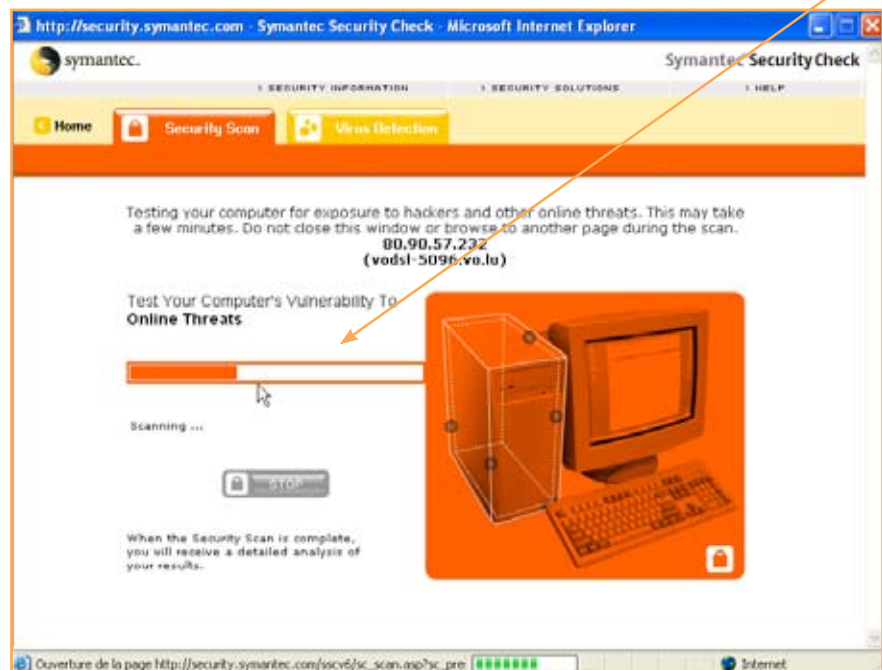 http://security.symantec.com - Symantec Security Check - Microsoft Internet Explorer
symantec.
Symantec Security Check
SECURITY INFORMATION
SECURITY SOLUTIONS
HELP
Home
Security Scan
Virus Detection
Testing your computer for exposure to hackers and other online threats. This may take
a few minutes. Do not close this window or browse to another page during the scan.
80.90.57.232
(vodsl-5096.vo.lu)
Test Your Computer's Vulnerability To
Online Threats
Scanning ...
STOP
When the Security Scan is complete,
you will receive a detailed analysis of
your results.
Ouverture de la page http://security.symantec.com/sscv6/sc_scan.asp?sc_pre
Internet